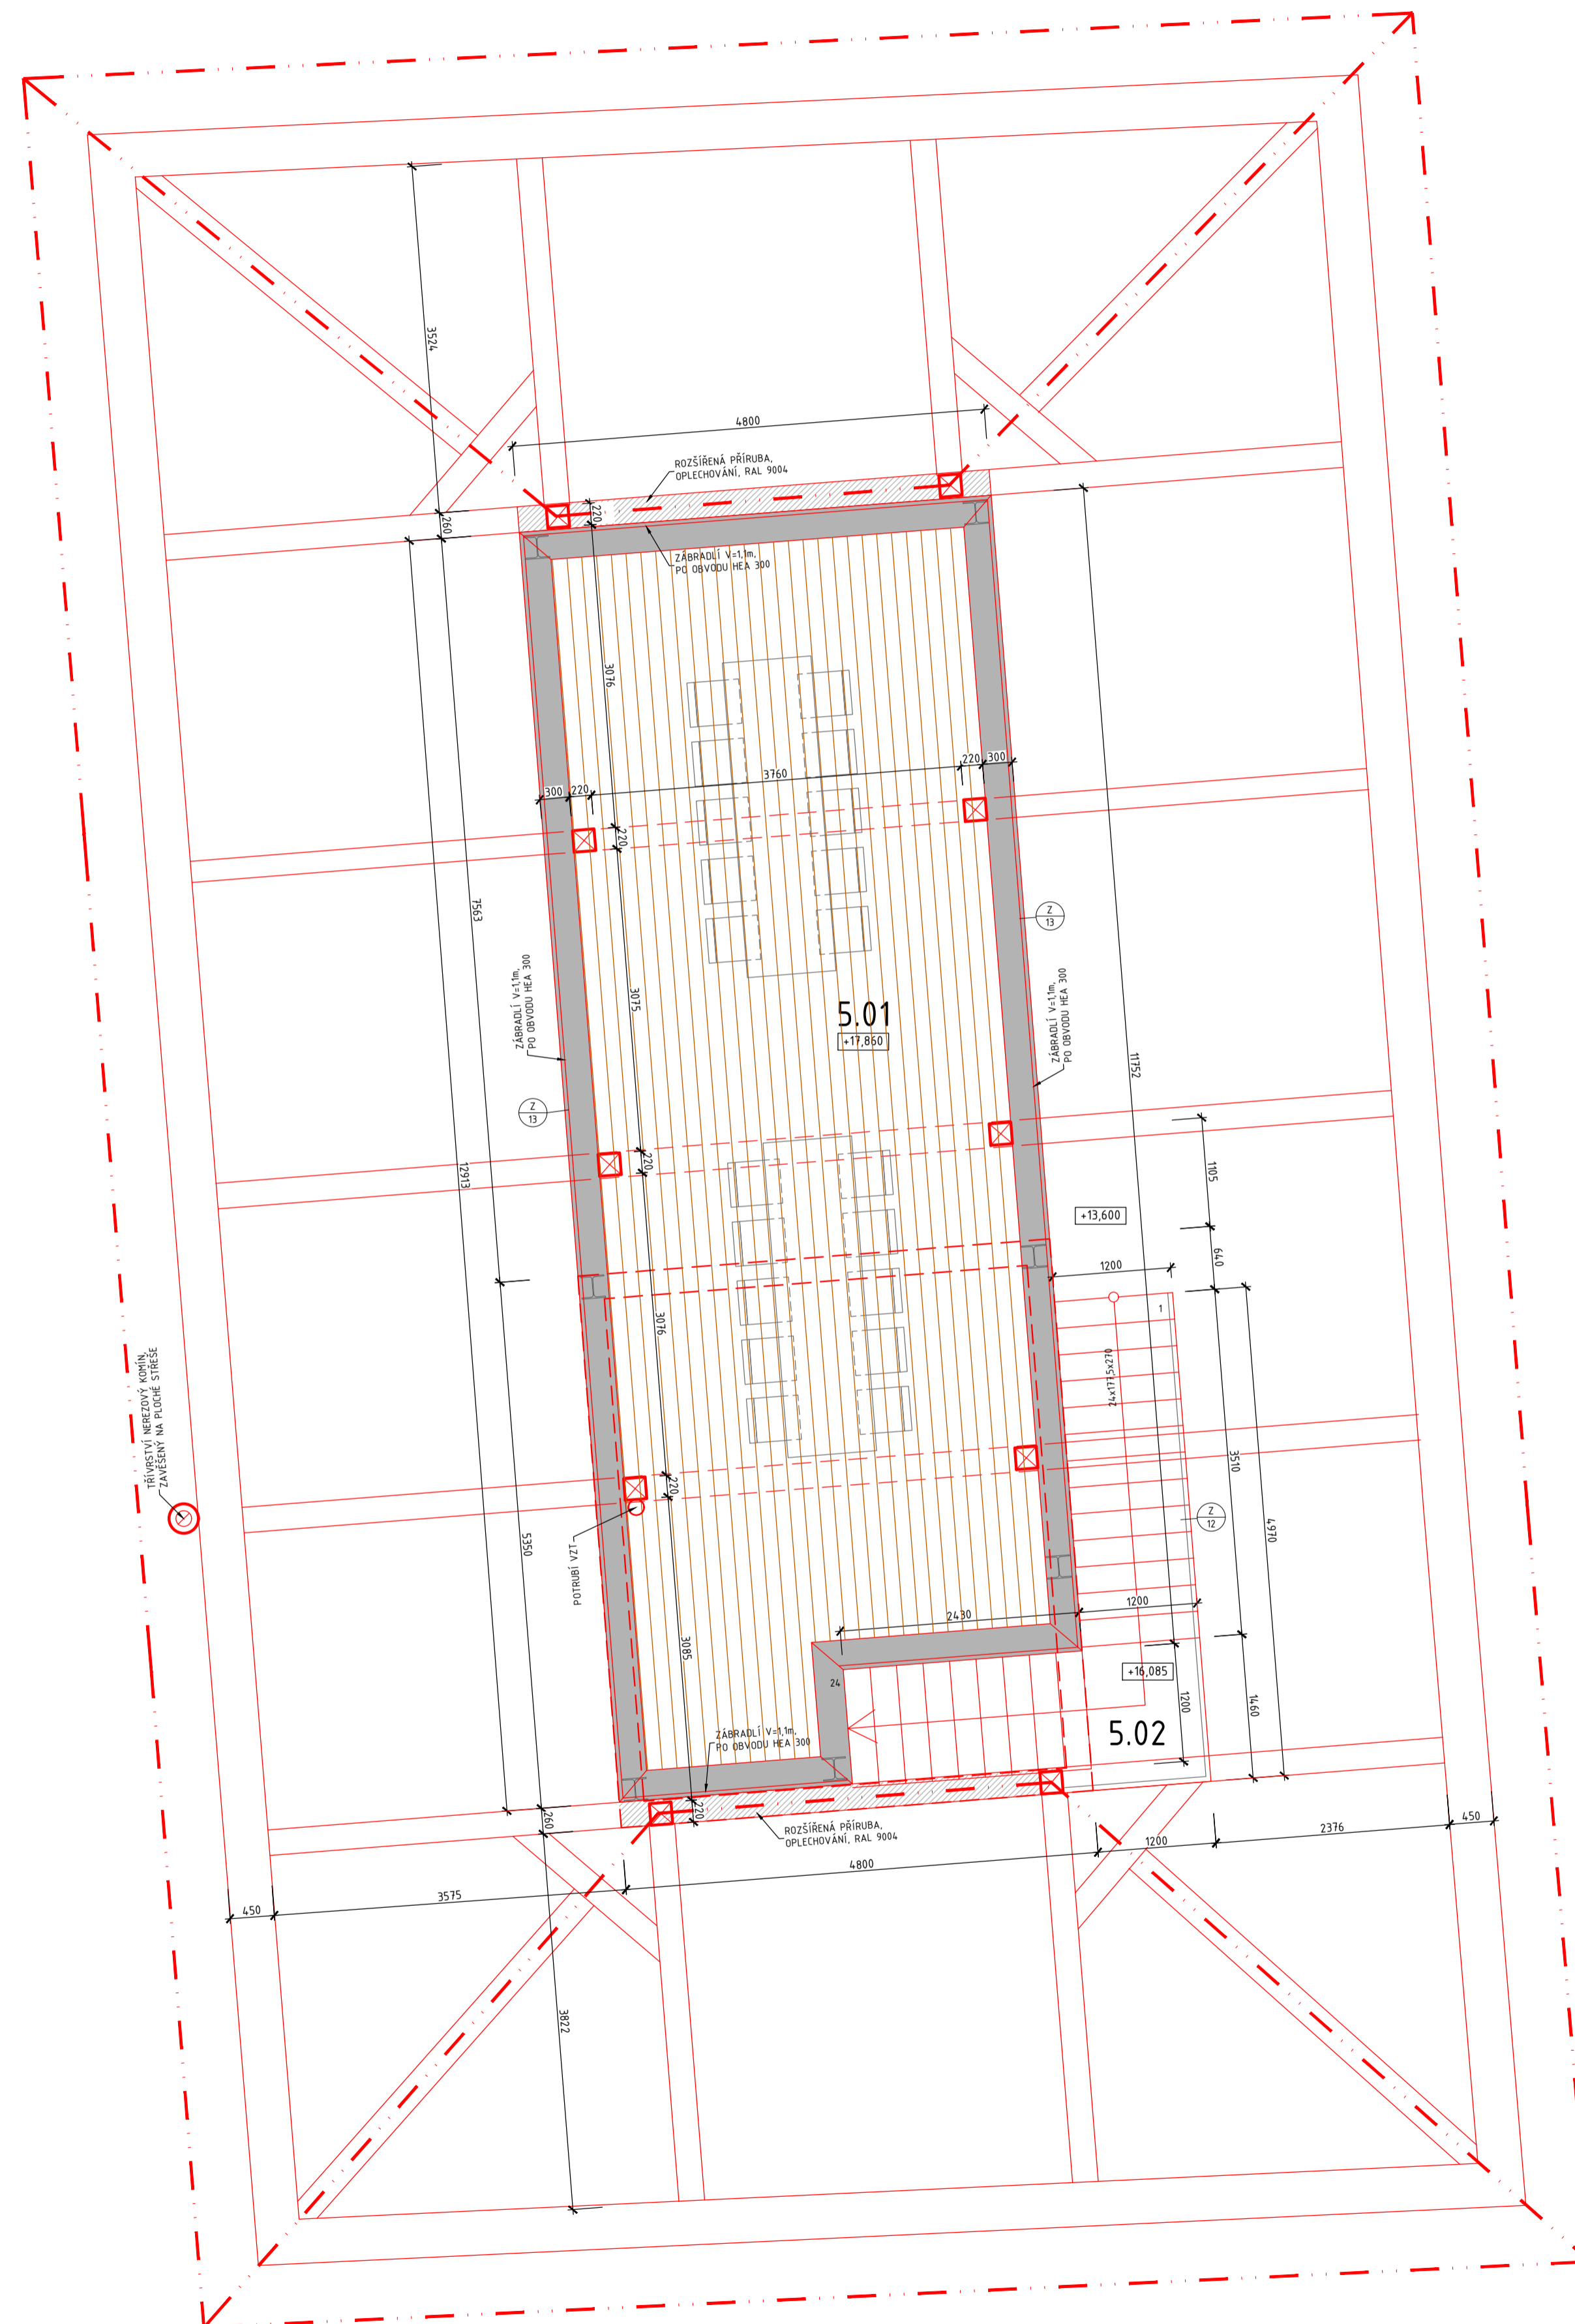 3524
4800
ROZŠÍŘENÁ PŘÍRUBA,
OPLECHOVÁNÍ, RAL 9004
260
220
ZÁBRADLÍ V=1,1m,
PO OBVODU HEA 300
3076
300
220
3760
220
300
220
7563
3075
Z
13
ZÁBRADLÍ V=1,1m,
PO OBVODU HEA 300
ZÁBRADLÍ V=1,1m,
PO OBVODU HEA 300
5.01
+17,860
11752
Z
13
12913
220
1105
+13,600
640
1200
1
3076
24x177,5x270
TŘÍVRSTVÍ NEREZOVÝ KOMÍN,
ZAVĚŠENÝ NA PLOCHÉ STŘEŠE
3510
220
Z
12
4970
5350
POTRUBÍ VZT
2430
1200
3085
24
+16,085
1200
1460
5.02
ZÁBRADLÍ V=1,1m,
PO OBVODU HEA 300
260
220
ROZŠÍŘENÁ PŘÍRUBA,
OPLECHOVÁNÍ, RAL 9004
450
3575
4800
1200
2376
450
3822